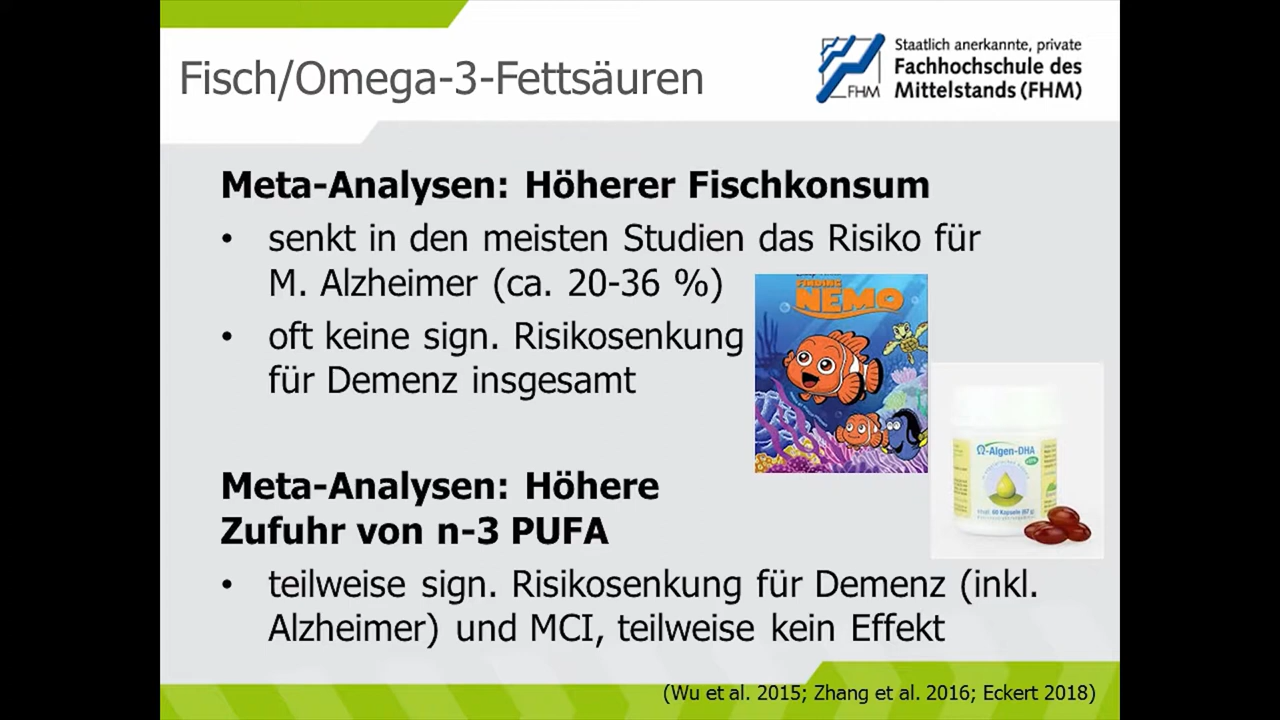 Fisch/Omega-3-Fettsäuren
Staatlich anerkannte, private
Fachhochschule des
Mittelstands (FHM)
FHM
Meta-Analysen: Höherer Fischkonsum
• senkt in den meisten Studien das Risiko für
M. Alzheimer (ca. 20-36 %)
• oft keine sign. Risikosenkung
für Demenz insgesamt
FINDING
NEMO
Ω-Algen-DHA
Meta-Analysen: Höhere
Zufuhr von n-3 PUFA
• teilweise sign. Risikosenkung für Demenz (inkl.
Alzheimer) und MCI, teilweise kein Effekt
(Wu et al. 2015; Zhang et al. 2016; Eckert 2018)